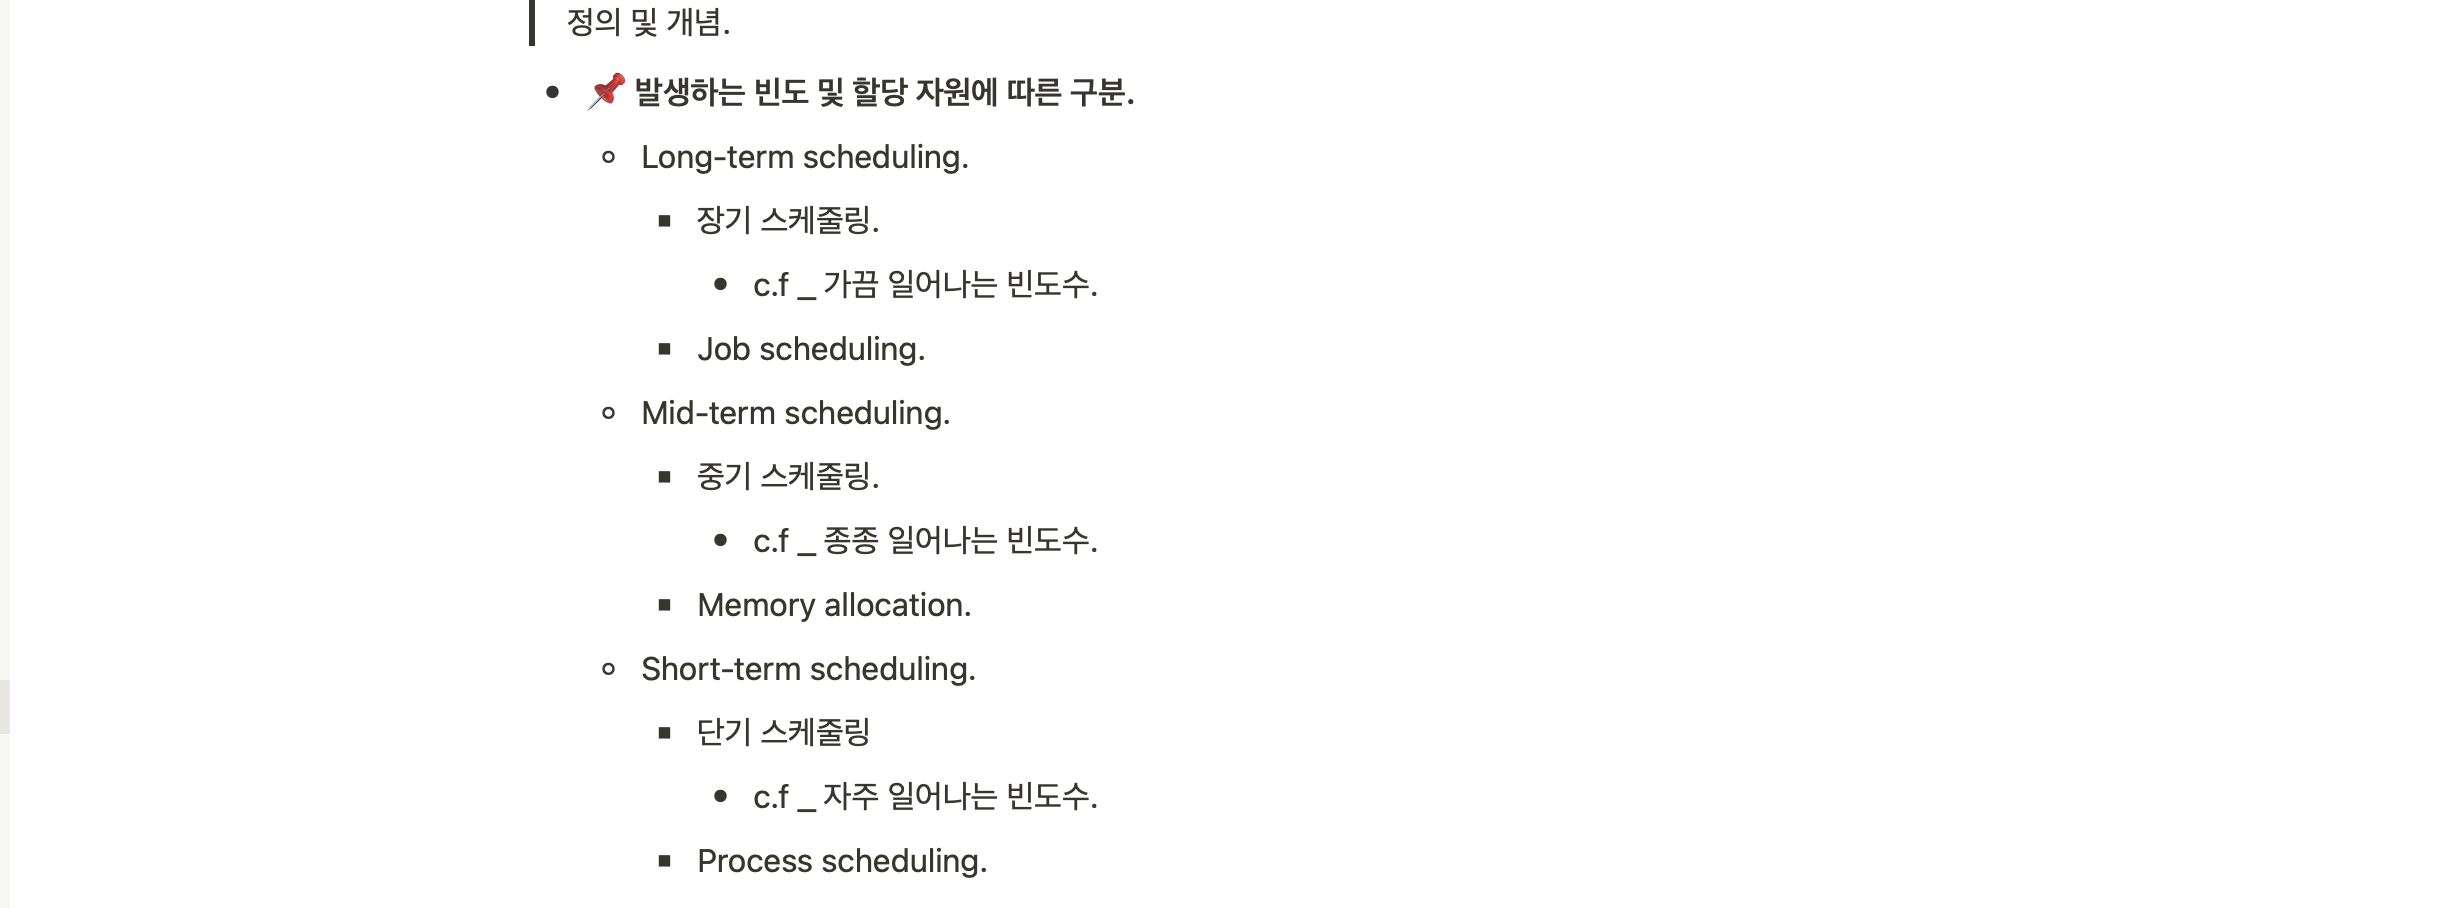 정의 및 개념.
📌 발생하는 빈도 및 할당 자원에 따른 구분.
Long-term scheduling.
장기 스케줄링.
c.f _ 가끔 일어나는 빈도수.
Job scheduling.
Mid-term scheduling.
중기 스케줄링.
c.f _ 종종 일어나는 빈도수.
Memory allocation.
Short-term scheduling.
단기 스케줄링
c.f _ 자주 일어나는 빈도수.
Process scheduling.